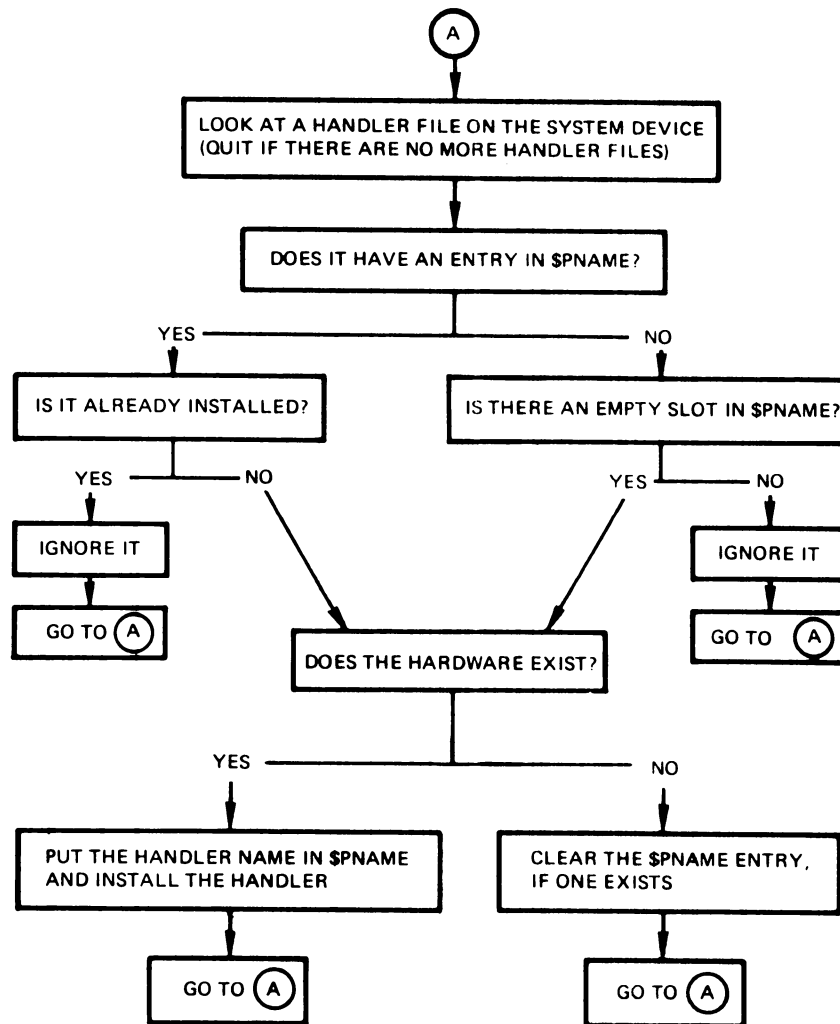 A
LOOK AT A HANDLER FILE ON THE SYSTEM DEVICE
(QUIT IF THERE ARE NO MORE HANDLER FILES)
DOES IT HAVE AN ENTRY IN $PNAME?
YES
NO
IS IT ALREADY INSTALLED?
IS THERE AN EMPTY SLOT IN $PNAME?
YES
NO
YES
NO
IGNORE IT
IGNORE IT
GO TO A
GO TO A
DOES THE HARDWARE EXIST?
YES
NO
PUT THE HANDLER NAME IN $PNAME
AND INSTALL THE HANDLER
CLEAR THE $PNAME ENTRY,
IF ONE EXISTS
GO TO A
GO TO A